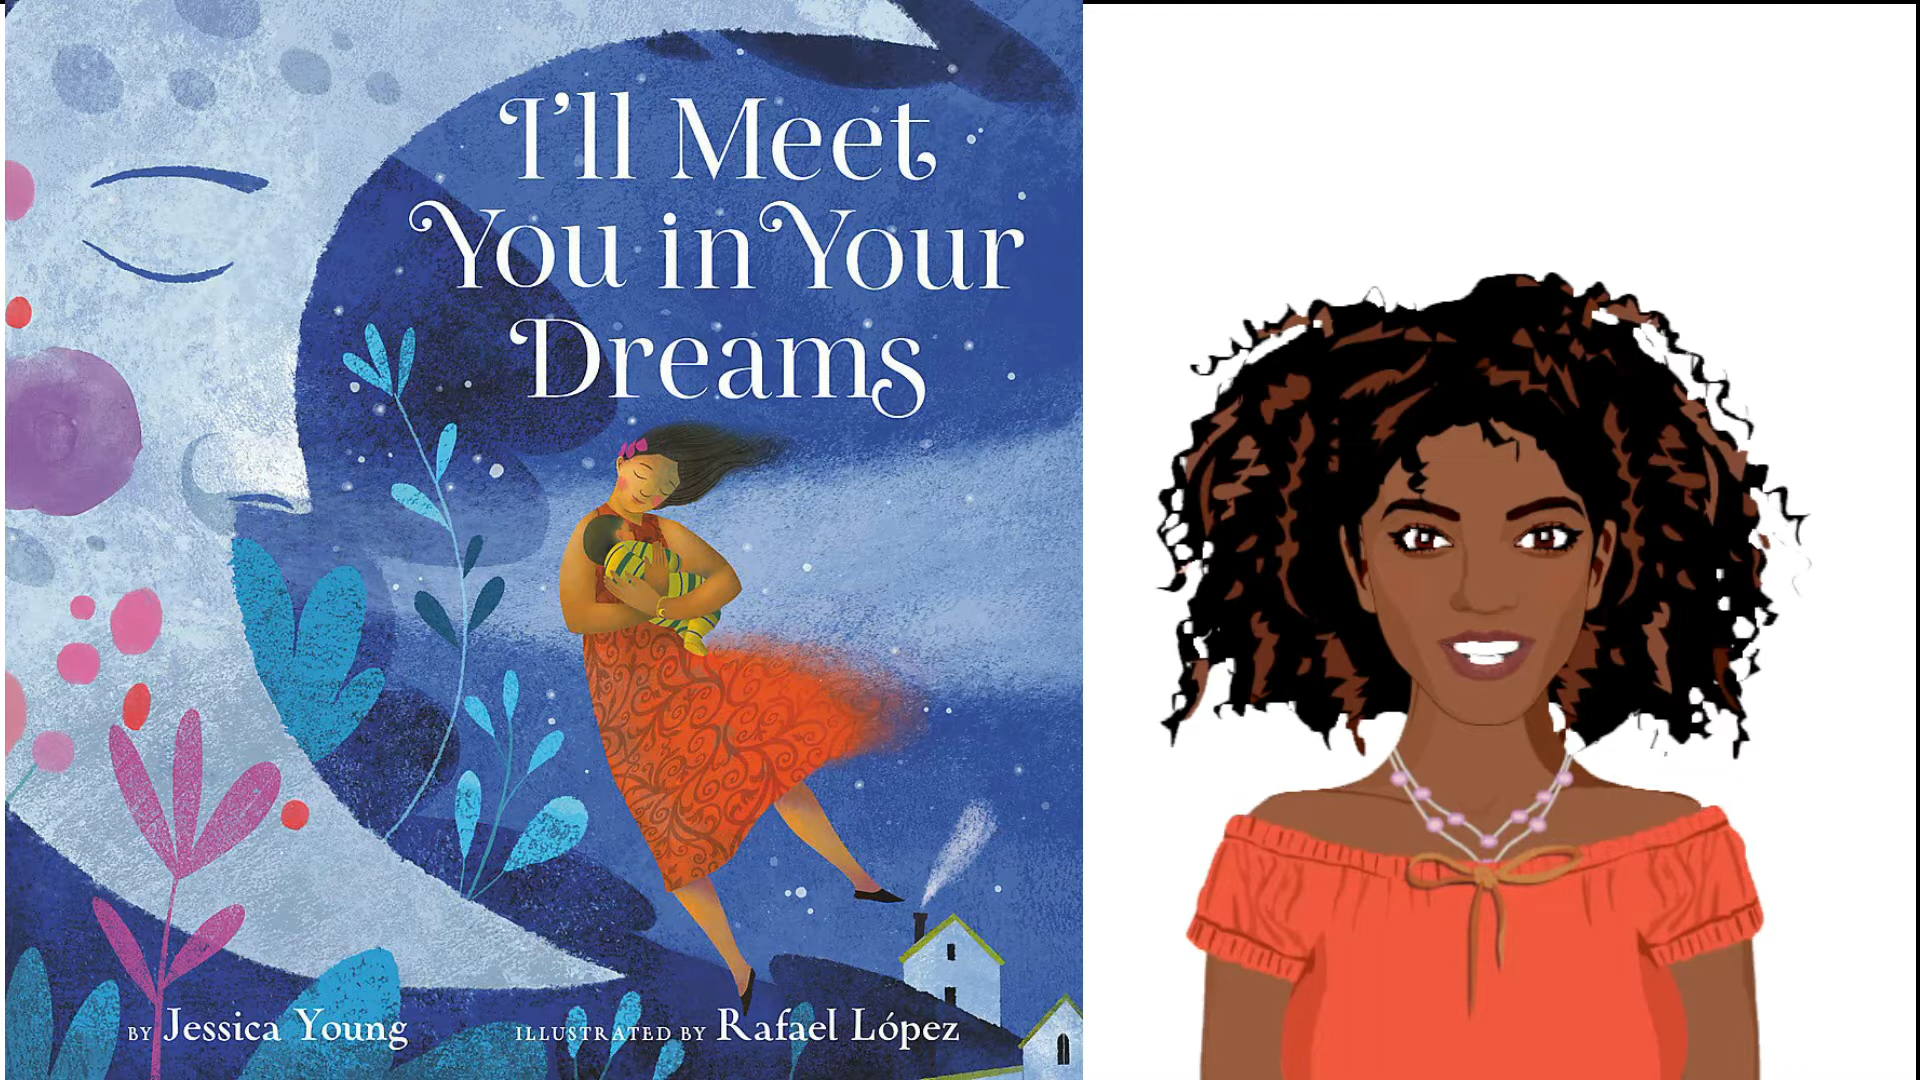 I'll Meet
You in Your
Dreams
BY Jessica Young
ILLUSTRATED BY Rafael López